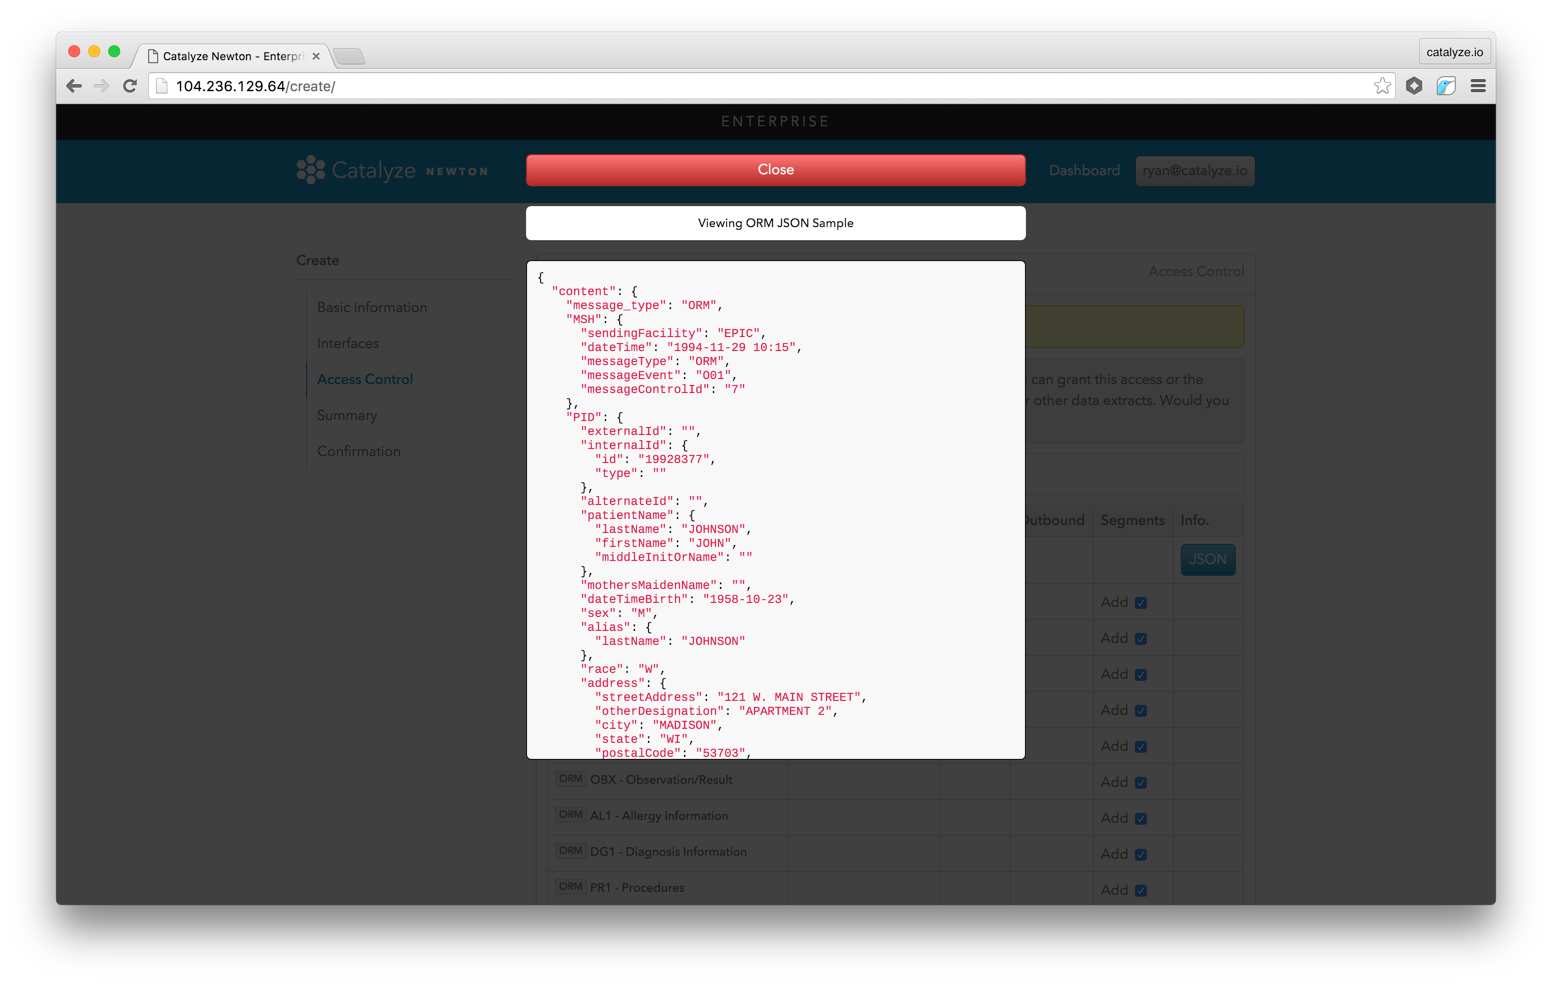 Catalyze Newton - Enterpri
catalyze.io
104.236.129.64/create/
ENTERPRISE
Catalyze NEWTON
Close
Dashboard
ryan@catalyze.io
Viewing ORM JSON Sample
Create
Basic Information
Interfaces
Access Control
Summary
Confirmation
{
"content": {
"message_type": "ORM",
"MSH": {
"sendingFacility": "EPIC",
"dateTime": "1994-11-29 10:15",
"messageType": "ORM",
"messageEvent": "O01",
"messageControlId": "7"
},
"PID": {
"externalId": "",
"internalId": {
"id": "19928377",
"type": ""
},
"alternateId": "",
"patientName": {
"lastName": "JOHNSON",
"firstName": "JOHN",
"middleInitOrName": ""
},
"mothersMaidenName": "",
"dateTimeBirth": "1958-10-23",
"sex": "M",
"alias": {
"lastName": "JOHNSON"
},
"race": "W",
"address": {
"streetAddress": "121 W. MAIN STREET",
"otherDesignation": "APARTMENT 2",
"city": "MADISON",
"state": "WI",
"postalCode": "53703",
Access Control
can grant this access or the
other data extracts. Would you
Outbound Segments Info.
JSON
Add
Add
Add
Add
Add
ORM OBX - Observation/Result Add
ORM AL1 - Allergy Information Add
ORM DG1 - Diagnosis Information Add
ORM PR1 - Procedures Add